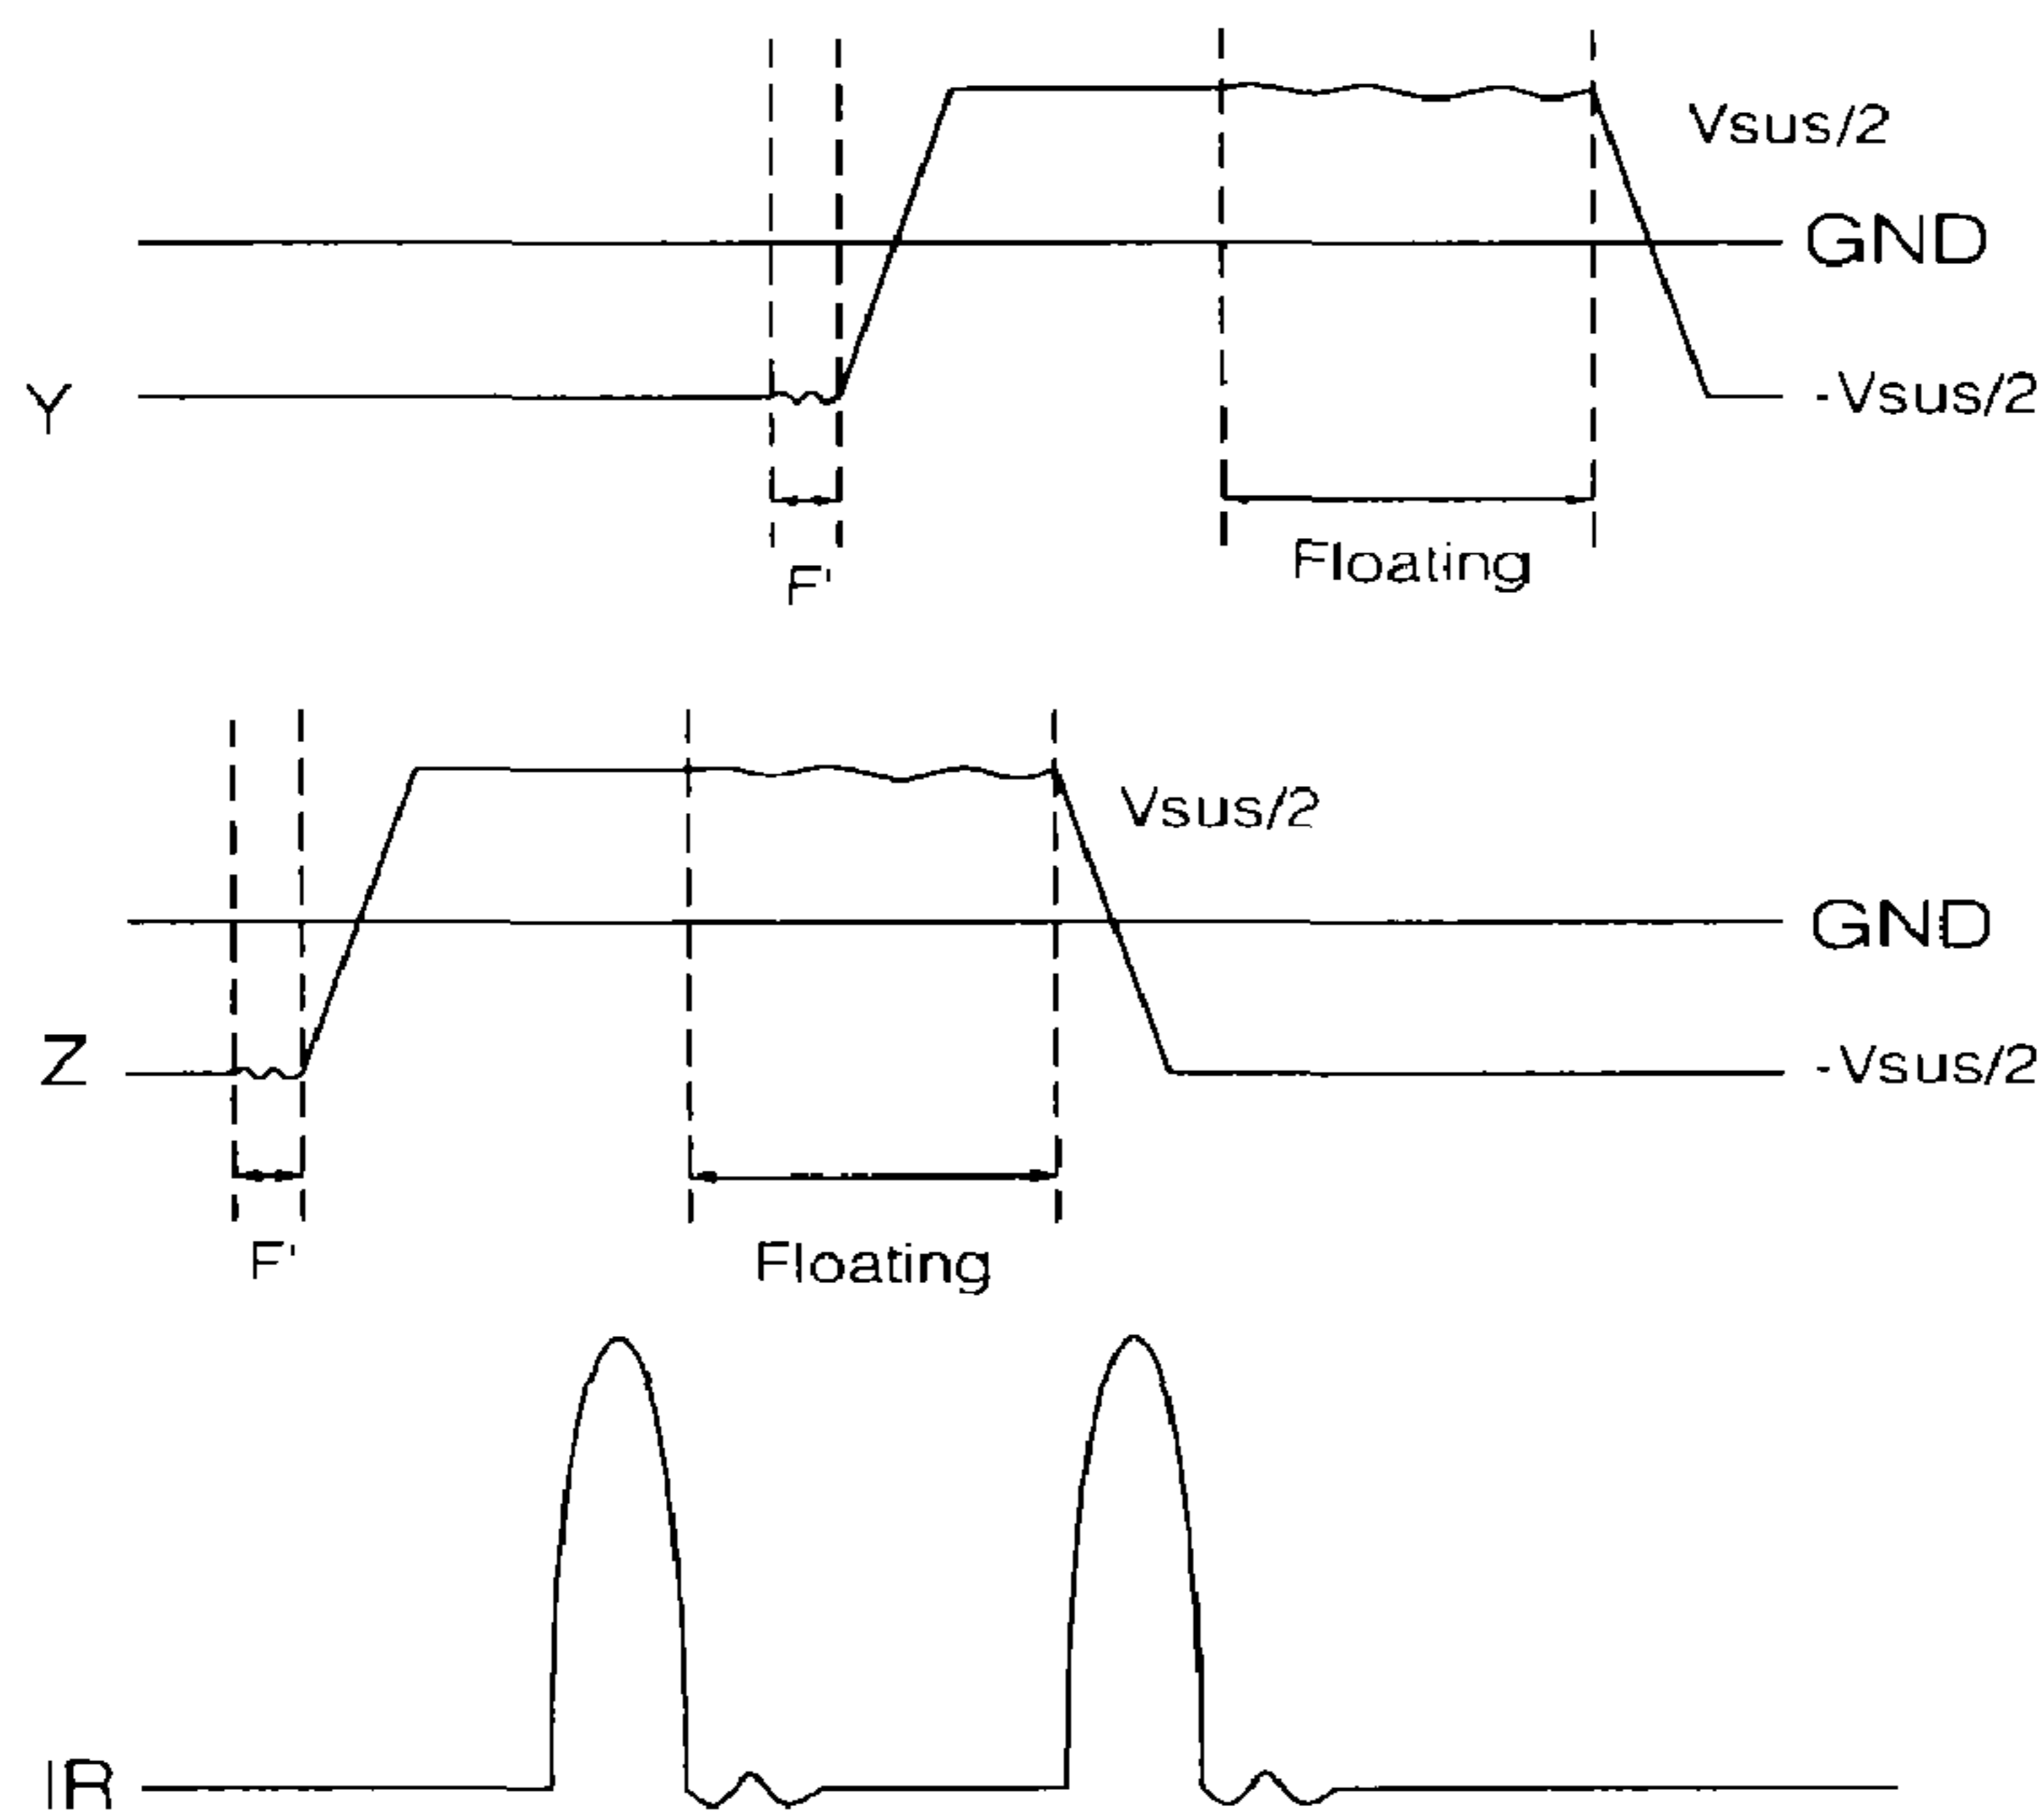 Vsus/2
GND
Y
-Vsus/2
F'
Floating
Vsus/2
GND
Z
-Vsus/2
F'
Floating
IR